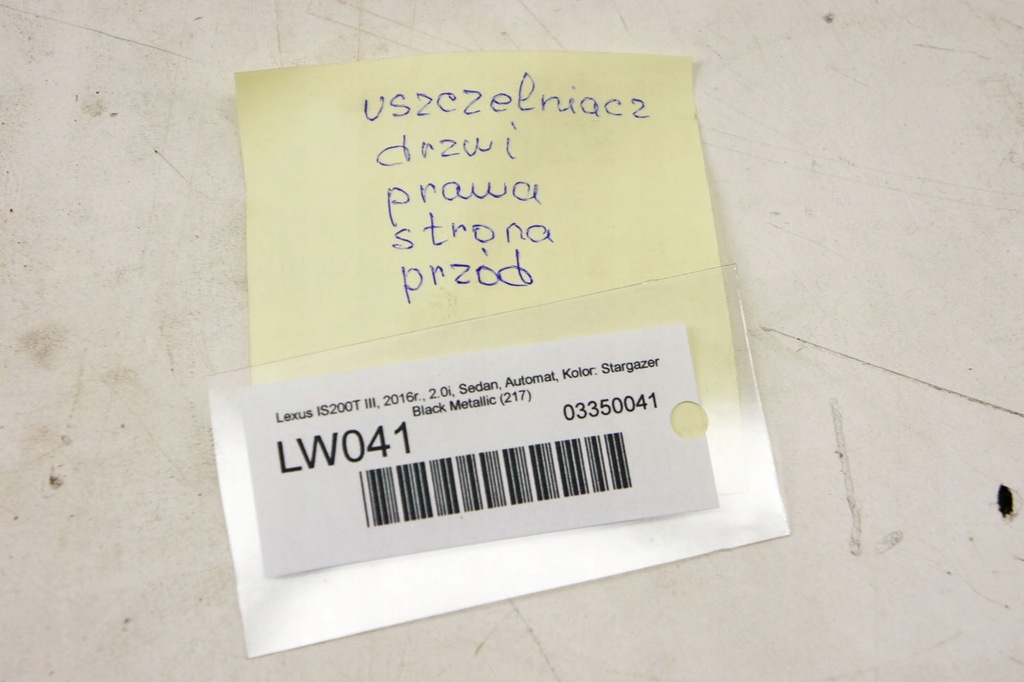 uszczelniacz
drzwi
prawa
strona
przód
Lexus IS200T III, 2016r., 2.0i, Sedan, Automat, Kolor: Stargazer
Black Metallic (217)
03350041
LW041